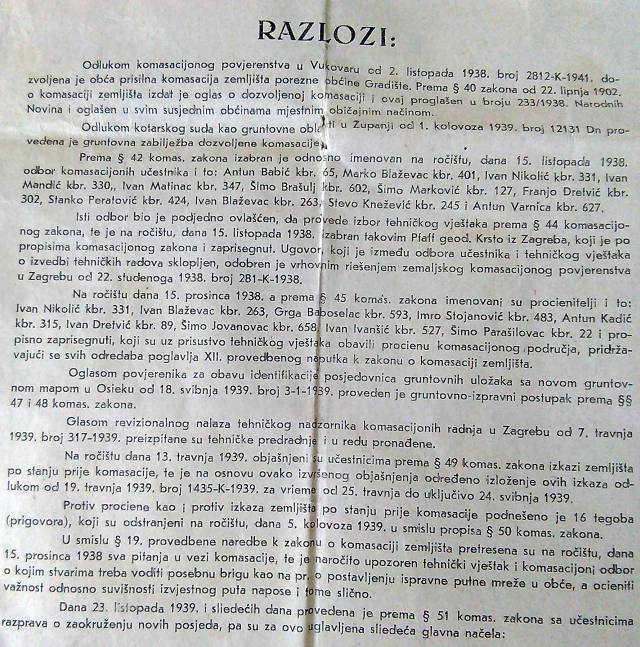 RAZLOZI:
Odlukom komasacijonog povjerenstva u Vukovaru od 2. listopada 1938. broj 2812-K-1941. do-
zvoljena je obća prisilna komasacija zemljišta porezne obćine Gradište. Prema § 40 zakona od 22. lipnja 1902.
o komasaciji zemljišta izdat je oglas o dozvoljenoj komasaciji i ovaj proglašen u broju 233/1938. Narodnih
Novina i oglašen u svim susjednim obćinama mjestnim običajnim načinom.
Odlukom kotarskog suda kao gruntovne oblasti u Županji od 1. kolovoza 1939. broj 12131 Dn pro-
vedena je gruntovna zabilježba dozvoljene komasacije.
Prema § 42 komas. zakona izabran je odnosno imenovan na ročištu, dana 15. listopada 1938.
odbor komasacijonih učestnika i to: Antun Babić kbr. 65, Marko Blaževac kbr. 401, Ivan Nikolić kbr. 331, Ivan
Mandić kbr. 330,, Ivan Matinac kbr. 347, Šimo Brašulj kbr. 602, Šimo Marković kbr. 127, Franjo Dretvić kbr.
302, Stanko Peratović kbr. 424, Ivan Blaževac kbr. 263, Stevo Knežević kbr. 245 i Antun Varnica kbr. 627.
Isti odbor bio je podjedno ovlašćen, da provede izbor tehničkog vještaka prema § 44 komasacijo-
nog zakona, te je na ročištu, dana 15. listopada 1938. izabran takovim Pfaff geod. Krsto iz Zagreba, koji je po
propisima komasacijonog zakona i zaprisegnut. Ugovor, koji je između odbora učestnika i tehničkog vještaka
o izvedbi tehničkih radova sklopljen, odobren je vrhovnim riešenjem zemaljskog komasacijonog povjerenstva
u Zagrebu od 22. studenoga 1938. broj 281-K-1938.
Na ročištu dana 15. prosinca 1938. a prema § 45 komas. zakona imenovani su procienitelji i to:
Ivan Nikolić kbr. 331, Ivan Blaževac kbr. 263, Grga Baboselac kbr. 593, Imro Stojanović kbr. 483, Antun Kadić
kbr. 315, Ivan Dretvić kbr. 89, Šimo Jovanovac kbr. 658, Ivan Ivanšić kbr. 527, Šimo Parašilovac kbr. 22 i pro-
pisno zaprisegnuti, koji su uz prisustvo tehničkog vještaka obavili procienu komasacijonog područja, pridrža-
vajući se svih odredaba poglavlja XII. provedbenog naputka k zakonu o komasaciji zemljišta.
Oglasom povjerenika za obavu identifikacije posjedovnica gruntovnih uložaka sa novom gruntov-
nom mapom u Osieku od 18. svibnja 1939. broj 3-1-1939. proveden je gruntovno-izpravni postupak prema §§
47 i 48 komas. zakona.
Glasom revizionalnog nalaza tehničkog nadzornika komasacijonih radnja u Zagrebu od 7. travnja
1939. broj 317-1939. preizpitane su tehničke predradnje i u redu pronađene.
Na ročištu dana 13. travnja 1939. objašnjeni su učestnicima prema § 49 komas. zakona izkazi zemljišta
po stanju prije komasacije, te je na osnovu ovako izvršenog objašnjenja određeno izloženje ovih izkaza od-
lukom od 19. travnja 1939. broj 1435-K-1939. za vrieme od 25. travnja do uključivo 24. svibnja 1939.
Protiv prociene kao i protiv izkaza zemljišta po stanju prije komasacije podnešeno je 16 tegoba
(prigovora), koji su odstranjeni na ročištu, dana 5. kolovoza 1939. u smislu propisa § 50 komas. zakona.
U smislu § 19. provedbene naredbe k zakonu o komasaciji zemljišta pretresena su na ročištu, dana
15. prosinca 1938 sva pitanja u vezi komasacije, te je naročito upozoren tehnički vještak i komasacijoni odbor
o kojim stvarima treba voditi posebnu brigu kao na pr. o postavljenju ispravne putne mreže u obće, a ocieniti
važnost odnosno suvišnosti izvjestnog puta napose i tome slično.
Dana 23. listopada 1939. i sliedećih dana provedena je prema § 51 komas. zakona sa učestnicima
razprava o zaokruženju novih posjeda, pa su za ovo uglavljena sliedeća glavna načela: